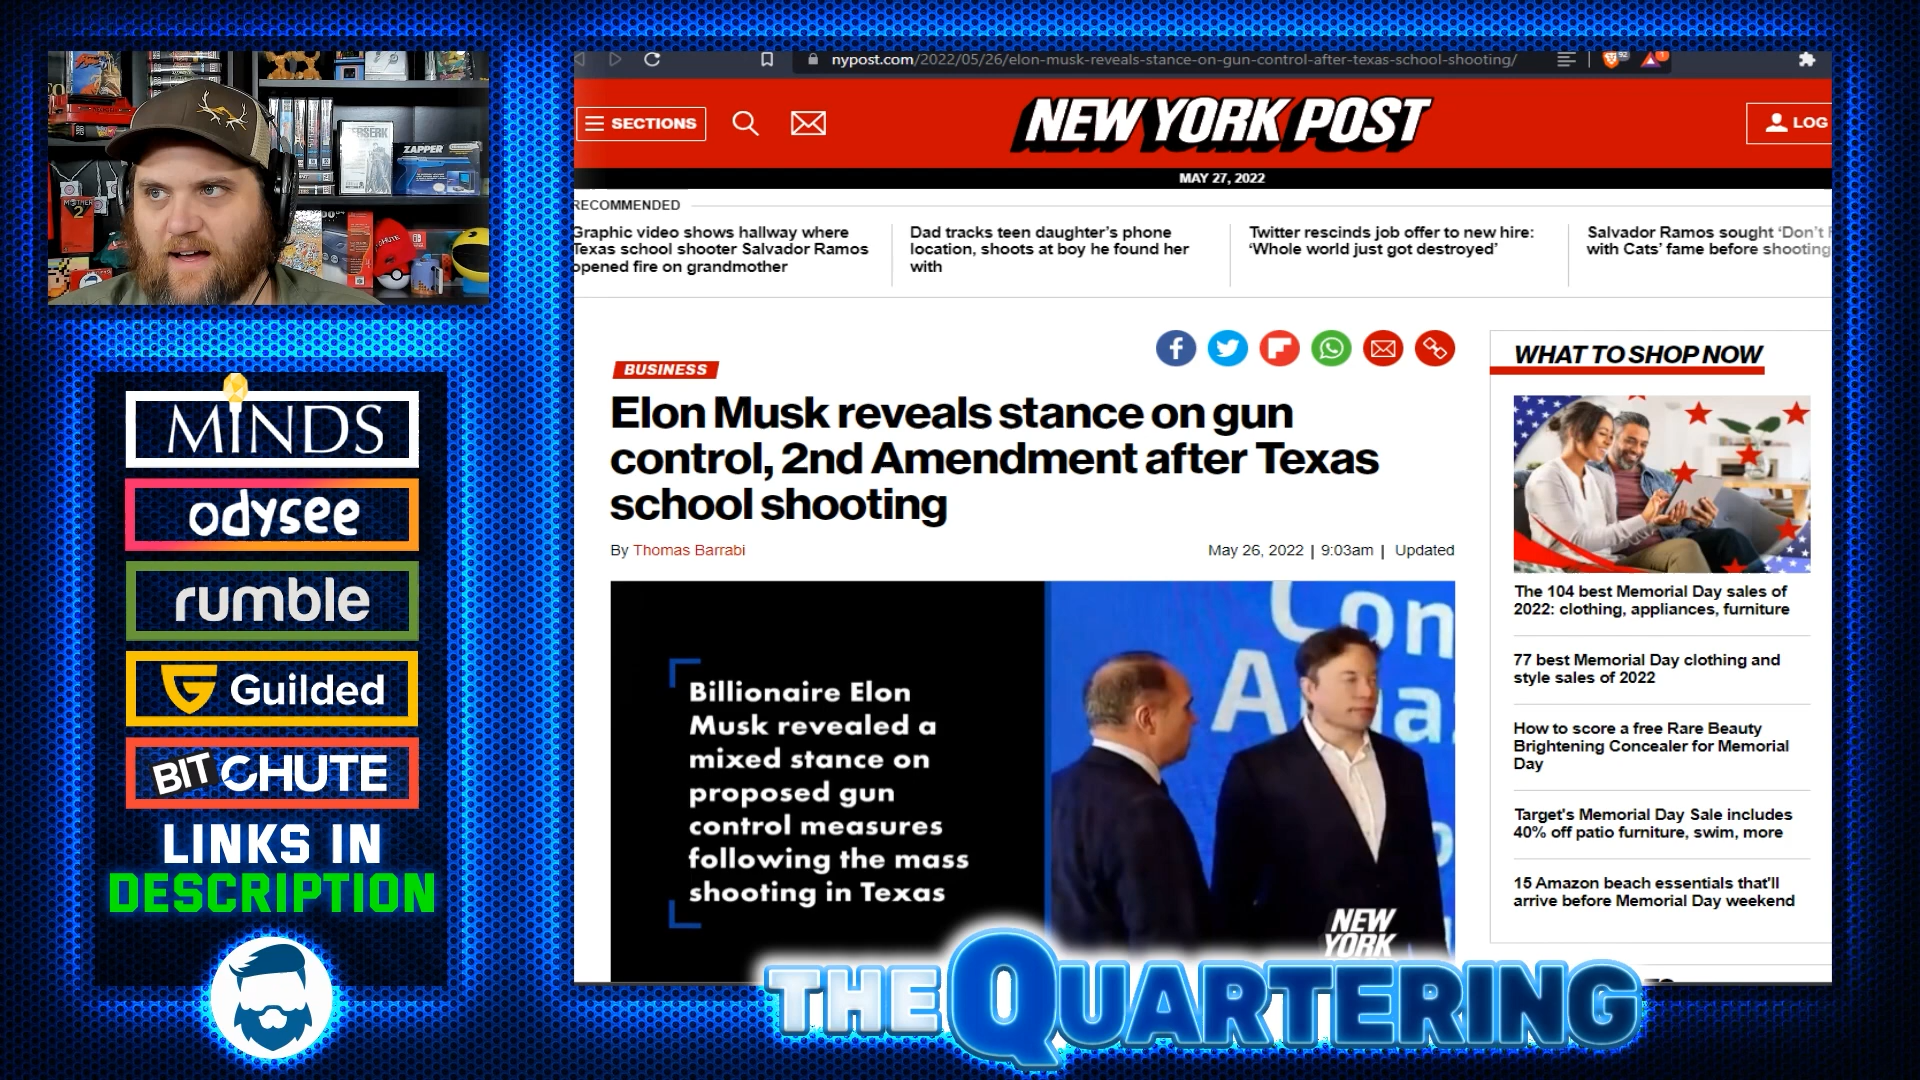 BERSERK
ZAPPER
MOTHER
2
MINDS
odysee
rumble
Guilded
BITCHUTE
LINKS IN
DESCRIPTION
nypost.com/2022/05/26/elon-musk-reveals-stance-on-gun-control-after-texas-school-shooting/
SECTIONS
NEW YORK POST
LOG
MAY 27, 2022
RECOMMENDED
Graphic video shows hallway where
Texas school shooter Salvador Ramos
opened fire on grandmother
Dad tracks teen daughter's phone
location, shoots at boy he found her
with
Twitter rescinds job offer to new hire:
'Whole world just got destroyed'
Salvador Ramos sought 'Don't
with Cats' fame before shooting
BUSINESS
Elon Musk reveals stance on gun
control, 2nd Amendment after Texas
school shooting
By Thomas Barrabi
May 26, 2022 | 9:03am | Updated
Billionaire Elon
Musk revealed a
mixed stance on
proposed gun
control measures
following the mass
shooting in Texas
Con
A
a
NEW
YORK
WHAT TO SHOP NOW
The 104 best Memorial Day sales of
2022: clothing, appliances, furniture
77 best Memorial Day clothing and
style sales of 2022
How to score a free Rare Beauty
Brightening Concealer for Memorial
Day
Target's Memorial Day Sale includes
40% off patio furniture, swim, more
15 Amazon beach essentials that'll
arrive before Memorial Day weekend
THE QUARTERING